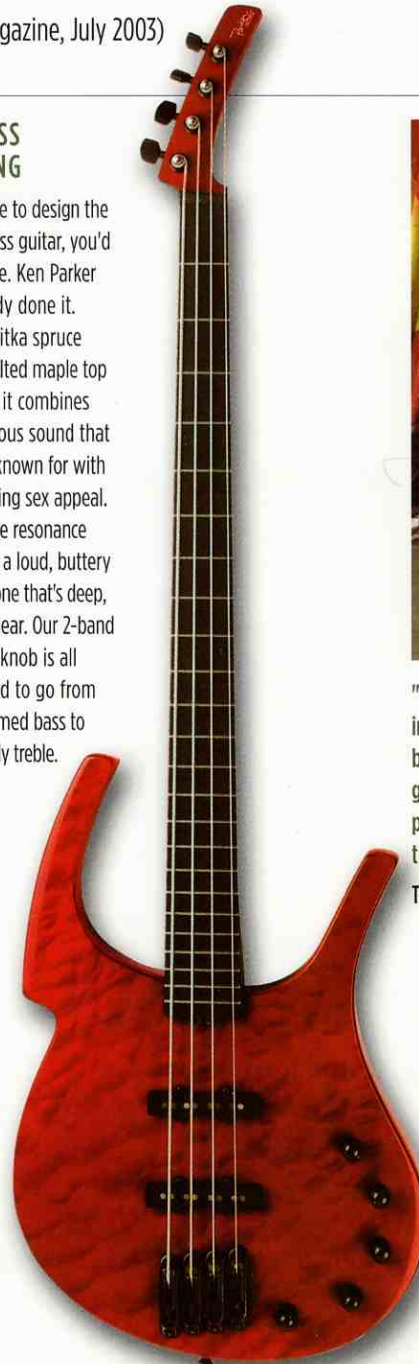 gazine, July 2003)
SS
NG
e to design the
ss guitar, you'd
e. Ken Parker
dy done it.
itka spruce
lted maple top
it combines
ous sound that
known for with
ing sex appeal.
e resonance
a loud, buttery
one that's deep,
ear. Our 2-band
knob is all
d to go from
med bass to
ly treble.
"
i
b
g
p
t
T
Parker